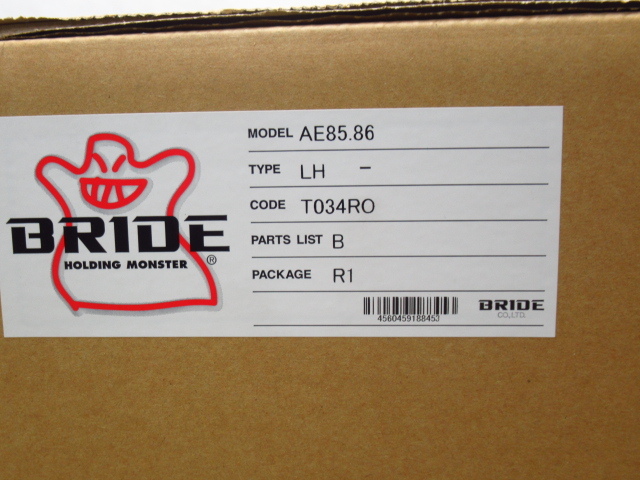 BRIDE
HOLDING MONSTER
®
MODEL AE85.86
TYPE LH -
CODE T034RO
PARTS LIST B
PACKAGE R1
4560459188453
BRIDE
CO.,LTD.